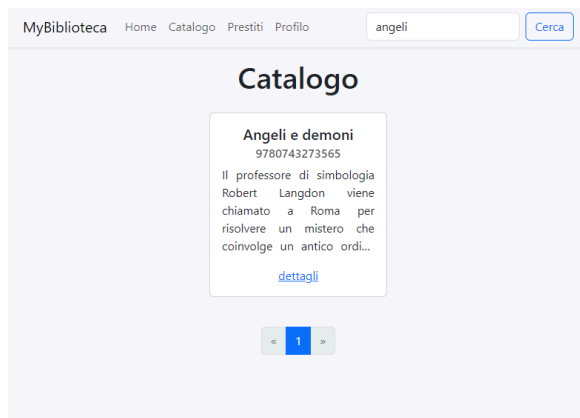 MyBiblioteca Home Catalogo Prestiti Profilo angeli Cerca
Catalogo
Angeli e demoni
9780743273565
Il professore di simbologia
Robert Langdon viene
chiamato a Roma per
risolvere un mistero che
coinvolge un antico ordi...
dettagli
« 1 »